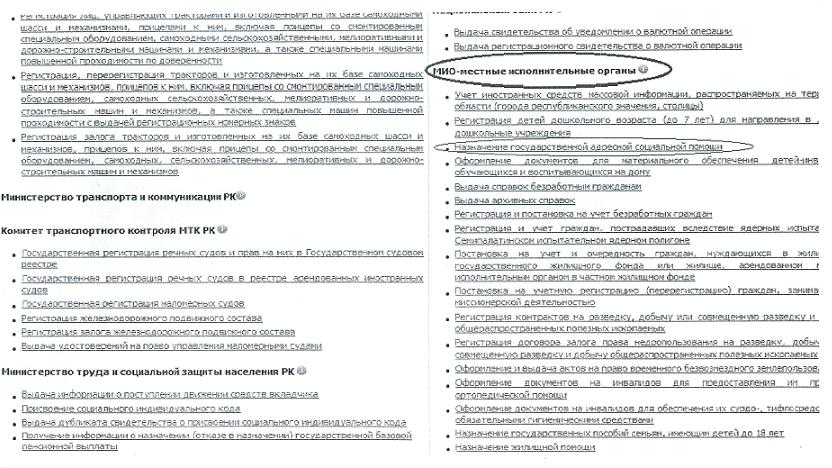 Регистрация лиц, управляющих тракторами и изготовленными на их базе самоходными
шасси и механизмами, прицепами к ним, включая прицепы со смонтированным
специальным оборудованием, самоходными сельскохозяйственными, мелиоративными и
дорожно-строительными машинами и механизмами, а также специальными машинами
повышенной проходимости по доверенности
Регистрация, перерегистрация тракторов и изготовленных на их базе самоходных
шасси и механизмов, прицепов к ним, включая прицепы со смонтированным специальным
оборудованием, самоходных сельскохозяйственных, мелиоративных и дорожно-
строительных машин и механизмов, а также специальных машин повышенной
проходимости с выдачей регистрационных номерных знаков
Регистрация залога тракторов и изготовленных на их базе самоходных шасси и
механизмов, прицепов к ним, включая прицепы со смонтированным специальным
оборудованием, самоходных, сельскохозяйственных, мелиоративных и дорожно-
строительных машин и механизмов
Министерство транспорта и коммуникации РК
Комитет транспортного контроля МТК РК
Государственная регистрация речных судов и прав на них в Государственном судовом
реестре
Государственная регистрация речных судов в реестре арендованных иностранных
судов
Государственная регистрация маломерных судов
Регистрация железнодорожного подвижного состава
Регистрация залога железнодорожного подвижного состава
Выдача удостоверений на право управления маломерными судами
Министерство труда и социальной защиты населения РК
Выдача информации о поступлении движении средств вкладчика
Присвоение социального индивидуального кода
Выдача дубликата свидетельства о присвоении социального индивидуального кода
Получение информации о назначении (отказе в назначении) государственной базовой
пенсионной выплаты
Выдача свидетельства об уведомлении о валютной операции
Выдача регистрационного свидетельства о валютной операции
МИО-местные исполнительные органы
Учет иностранных средств массовой информации, распространяемых на тер
области (города республиканского значения, столицы)
Регистрация детей дошкольного возраста (до 7 лет) для направления в
дошкольные учреждения
Назначение государственной адресной социальной помощи
Оформление документов для материального обеспечения детей-инв
обучающихся и воспитывающихся на дому
Выдача справок безработным гражданам
Выдача архивных справок
Регистрация и постановка на учет безработных граждан
Регистрация и учет граждан, пострадавших вследствие ядерных испыта
Семипалатинском испытательном ядерном полигоне
Постановка на учет и очередность граждан, нуждающихся в жили
государственного жилищного фонда или жилище, арендованном
исполнительным органом в частном жилищном фонде
Постановка на учетную регистрацию (перерегистрацию) граждан, занима
миссионерской деятельностью
Регистрация контрактов на разведку, добычу или совмещенную разведку и
общераспространенных полезных ископаемых
Регистрация договора залога права недропользования на разведку, добыч
совмещенную разведку и добычу общераспространенных полезных ископаемых
Оформление и выдача актов на право временного безвозмездного землепользова
Оформление документов на инвалидов для предоставления им пр
ортопедической помощи
Оформление документов на инвалидов для обеспечения их сурдо-, тифлосред
обязательными гигиеническими средствами
Назначение государственных пособий семьям, имеющим детей до 18 лет
Назначение жилищной помощи